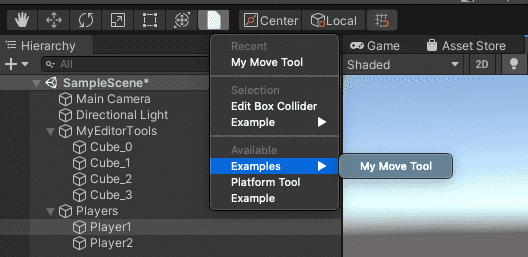 Center
Local
Hierarchy
All
SampleScene*
Main Camera
Directional Light
MyEditorTools
Cube_0
Cube_1
Cube_2
Cube_3
Players
Player1
Player2
Recent
My Move Tool
Selection
Edit Box Collider
Example
Available
Examples
My Move Tool
Platform Tool
Example
Game
Asset Store
Shaded
2D